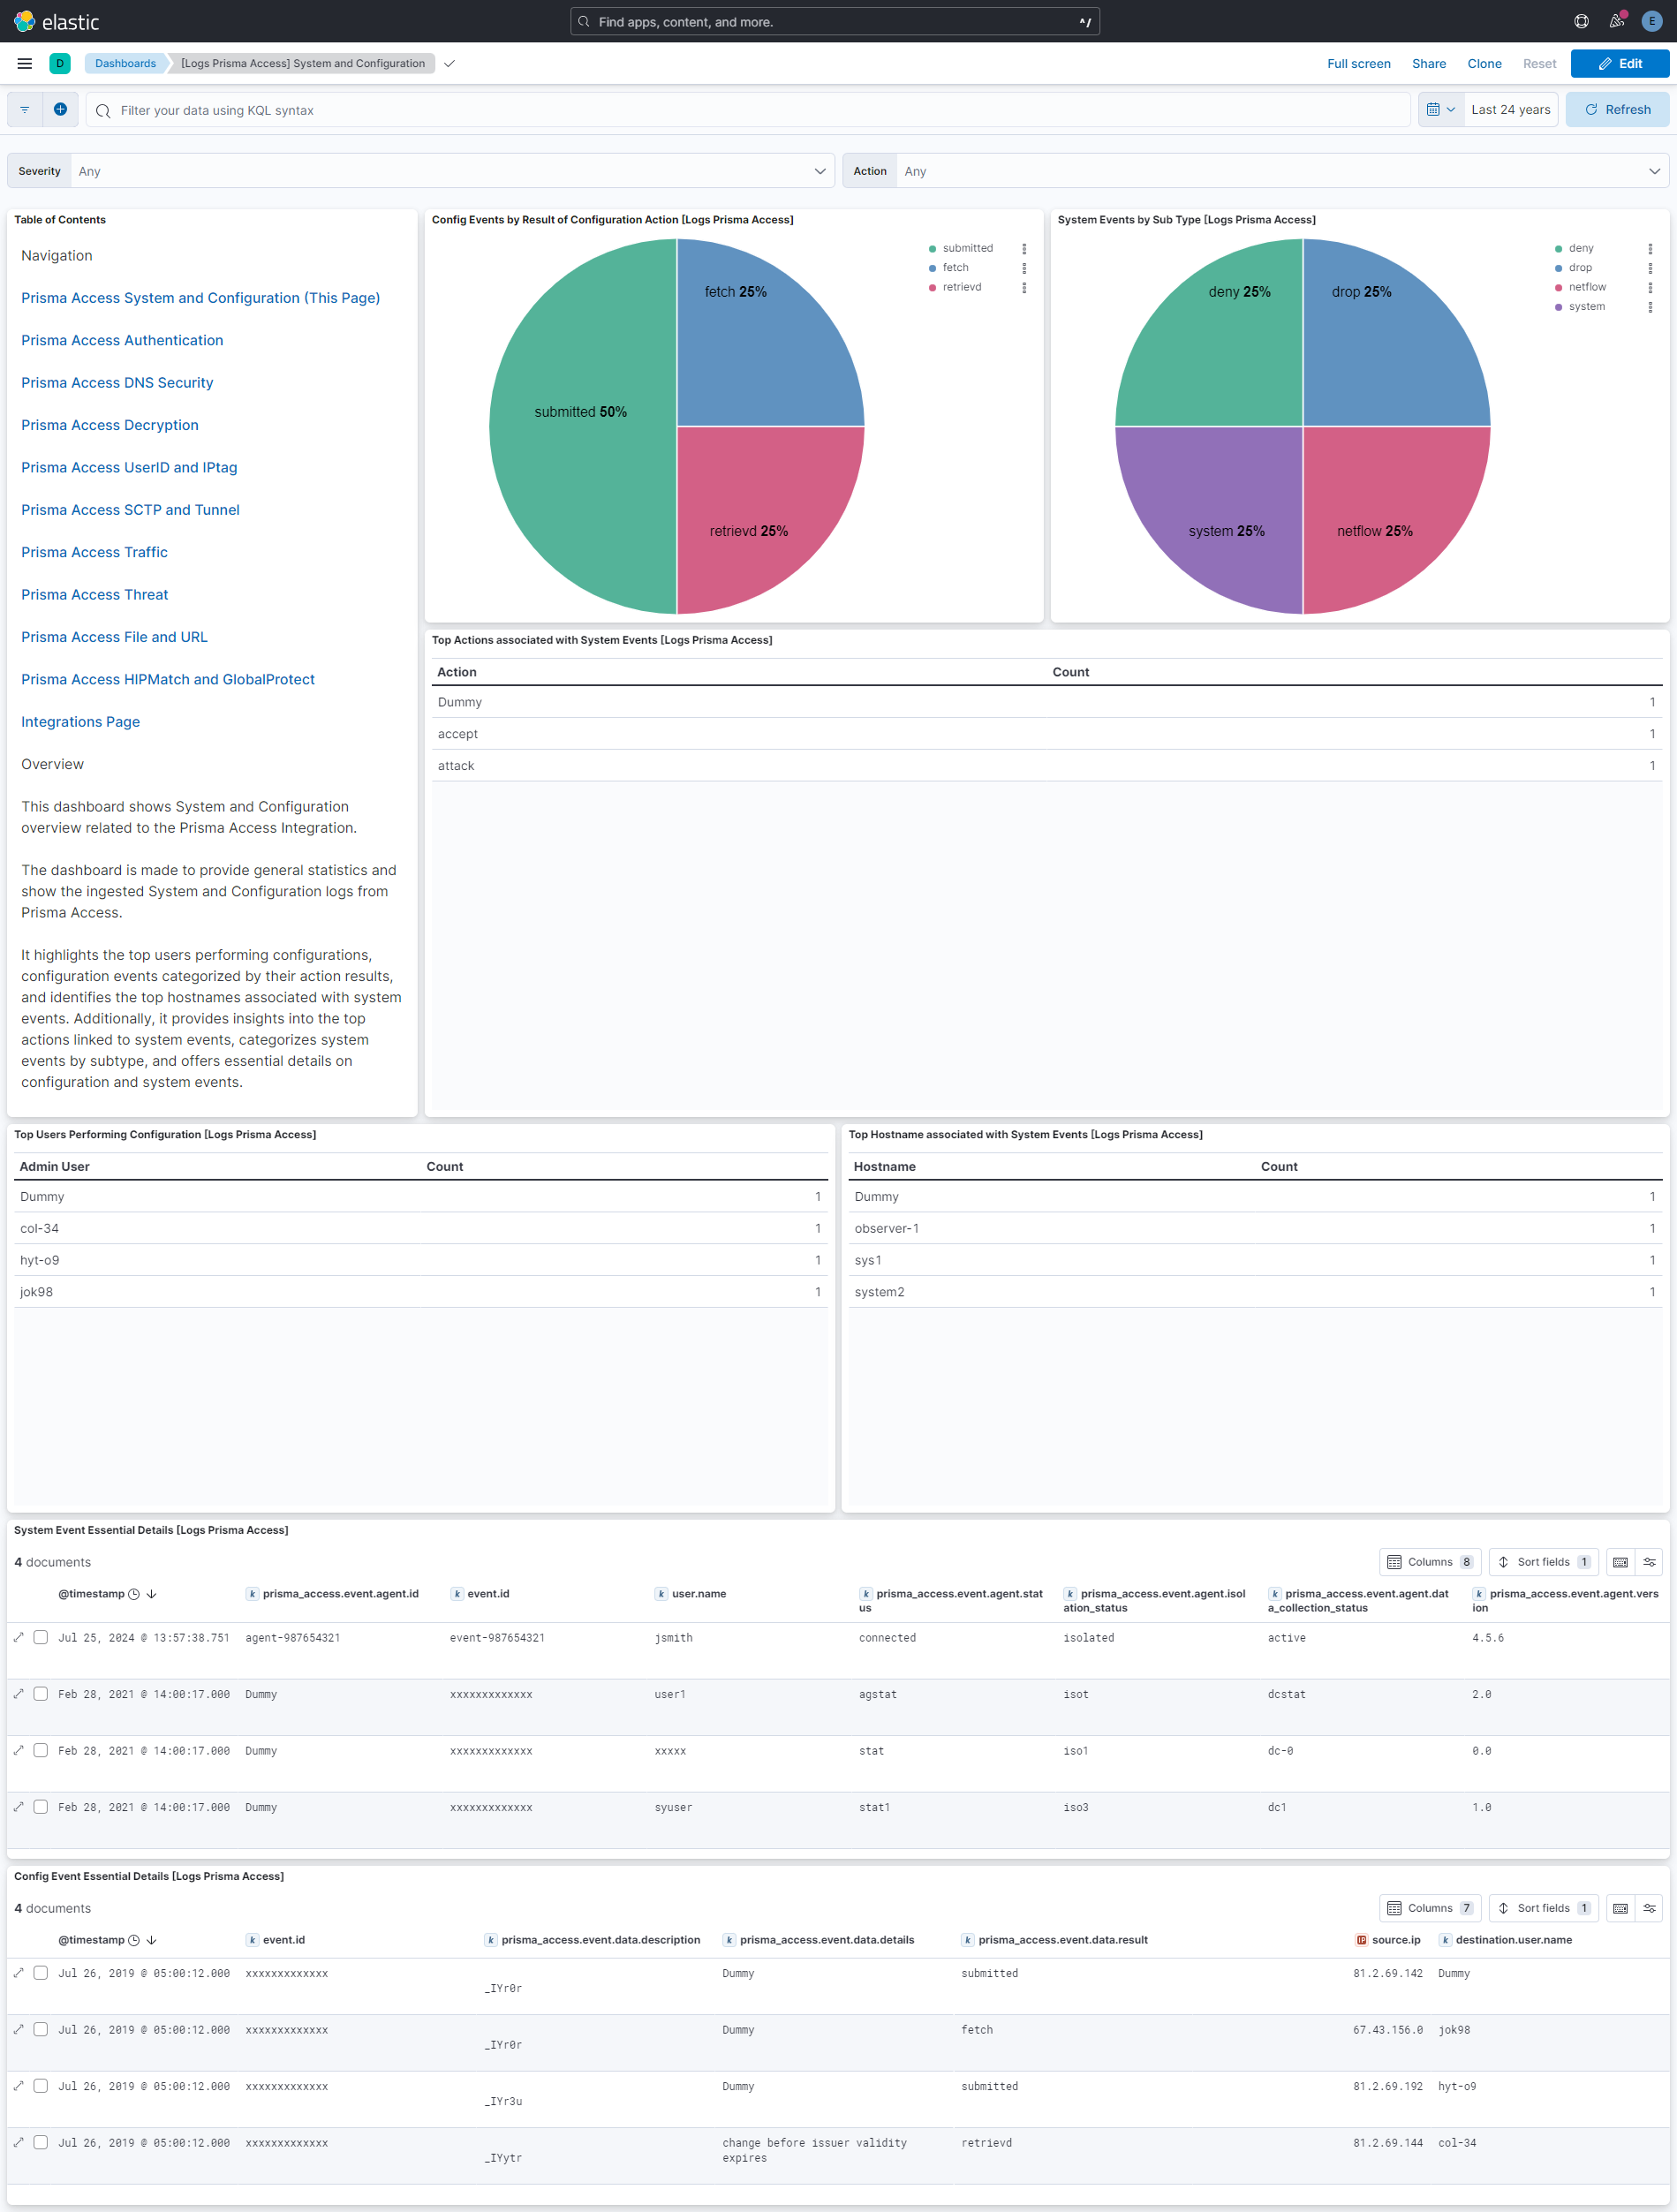 elastic
Find apps, content, and more.
^/
E
D
Dashboards
[Logs Prisma Access] System and Configuration
Full screen
Share
Clone
Reset
Edit
Filter your data using KQL syntax
Last 24 years
Refresh
Severity
Any
Action
Any
Table of Contents
Navigation
Prisma Access System and Configuration (This Page)
Prisma Access Authentication
Prisma Access DNS Security
Prisma Access Decryption
Prisma Access UserID and IPtag
Prisma Access SCTP and Tunnel
Prisma Access Traffic
Prisma Access Threat
Prisma Access File and URL
Prisma Access HIPMatch and GlobalProtect
Integrations Page
Overview
This dashboard shows System and Configuration
overview related to the Prisma Access Integration.
The dashboard is made to provide general statistics and
show the ingested System and Configuration logs from
Prisma Access.
It highlights the top users performing configurations,
configuration events categorized by their action results,
and identifies the top hostnames associated with system
events. Additionally, it provides insights into the top
actions linked to system events, categorizes system
events by subtype, and offers essential details on
configuration and system events.
Config Events by Result of Configuration Action [Logs Prisma Access]
submitted 50%
fetch 25%
retrievd 25%
submitted
fetch
retrievd
System Events by Sub Type [Logs Prisma Access]
deny 25%
drop 25%
system 25%
netflow 25%
deny
drop
netflow
system
Top Actions associated with System Events [Logs Prisma Access]
Action Count
Dummy 1
accept 1
attack 1
Top Users Performing Configuration [Logs Prisma Access]
Admin User Count
Dummy 1
col-34 1
hyt-o9 1
jok98 1
Top Hostname associated with System Events [Logs Prisma Access]
Hostname Count
Dummy 1
observer-1 1
sys1 1
system2 1
System Event Essential Details [Logs Prisma Access]
4 documents
Columns 8
Sort fields 1
@timestamp k prisma_access.event.agent.id k event.id k user.name k prisma_access.event.agent.stat k prisma_access.event.agent.isol k prisma_access.event.agent.dat k prisma_access.event.agent.vers
us ation_status a_collection_status ion
Jul 25, 2024 @ 13:57:38.751 agent-987654321 event-987654321 jsmith connected isolated active 4.5.6
Feb 28, 2021 @ 14:00:17.000 Dummy xxxxxxxxxxxxx user1 agstat isot dcstat 2.0
Feb 28, 2021 @ 14:00:17.000 Dummy xxxxxxxxxxxxx xxxxx stat iso1 dc-0 0.0
Feb 28, 2021 @ 14:00:17.000 Dummy xxxxxxxxxxxxx syuser stat1 iso3 dc1 1.0
Config Event Essential Details [Logs Prisma Access]
4 documents
Columns 7
Sort fields 1
@timestamp k event.id k prisma_access.event.data.description k prisma_access.event.data.details k prisma_access.event.data.result IP source.ip k destination.user.name
Jul 26, 2019 @ 05:00:12.000 xxxxxxxxxxxxx Dummy submitted 81.2.69.142 Dummy
_IYr0r
Jul 26, 2019 @ 05:00:12.000 xxxxxxxxxxxxx Dummy fetch 67.43.156.0 jok98
_IYr0r
Jul 26, 2019 @ 05:00:12.000 xxxxxxxxxxxxx Dummy submitted 81.2.69.192 hyt-o9
_IYr3u
Jul 26, 2019 @ 05:00:12.000 xxxxxxxxxxxxx change before issuer validity retrievd 81.2.69.144 col-34
_IYytr expires